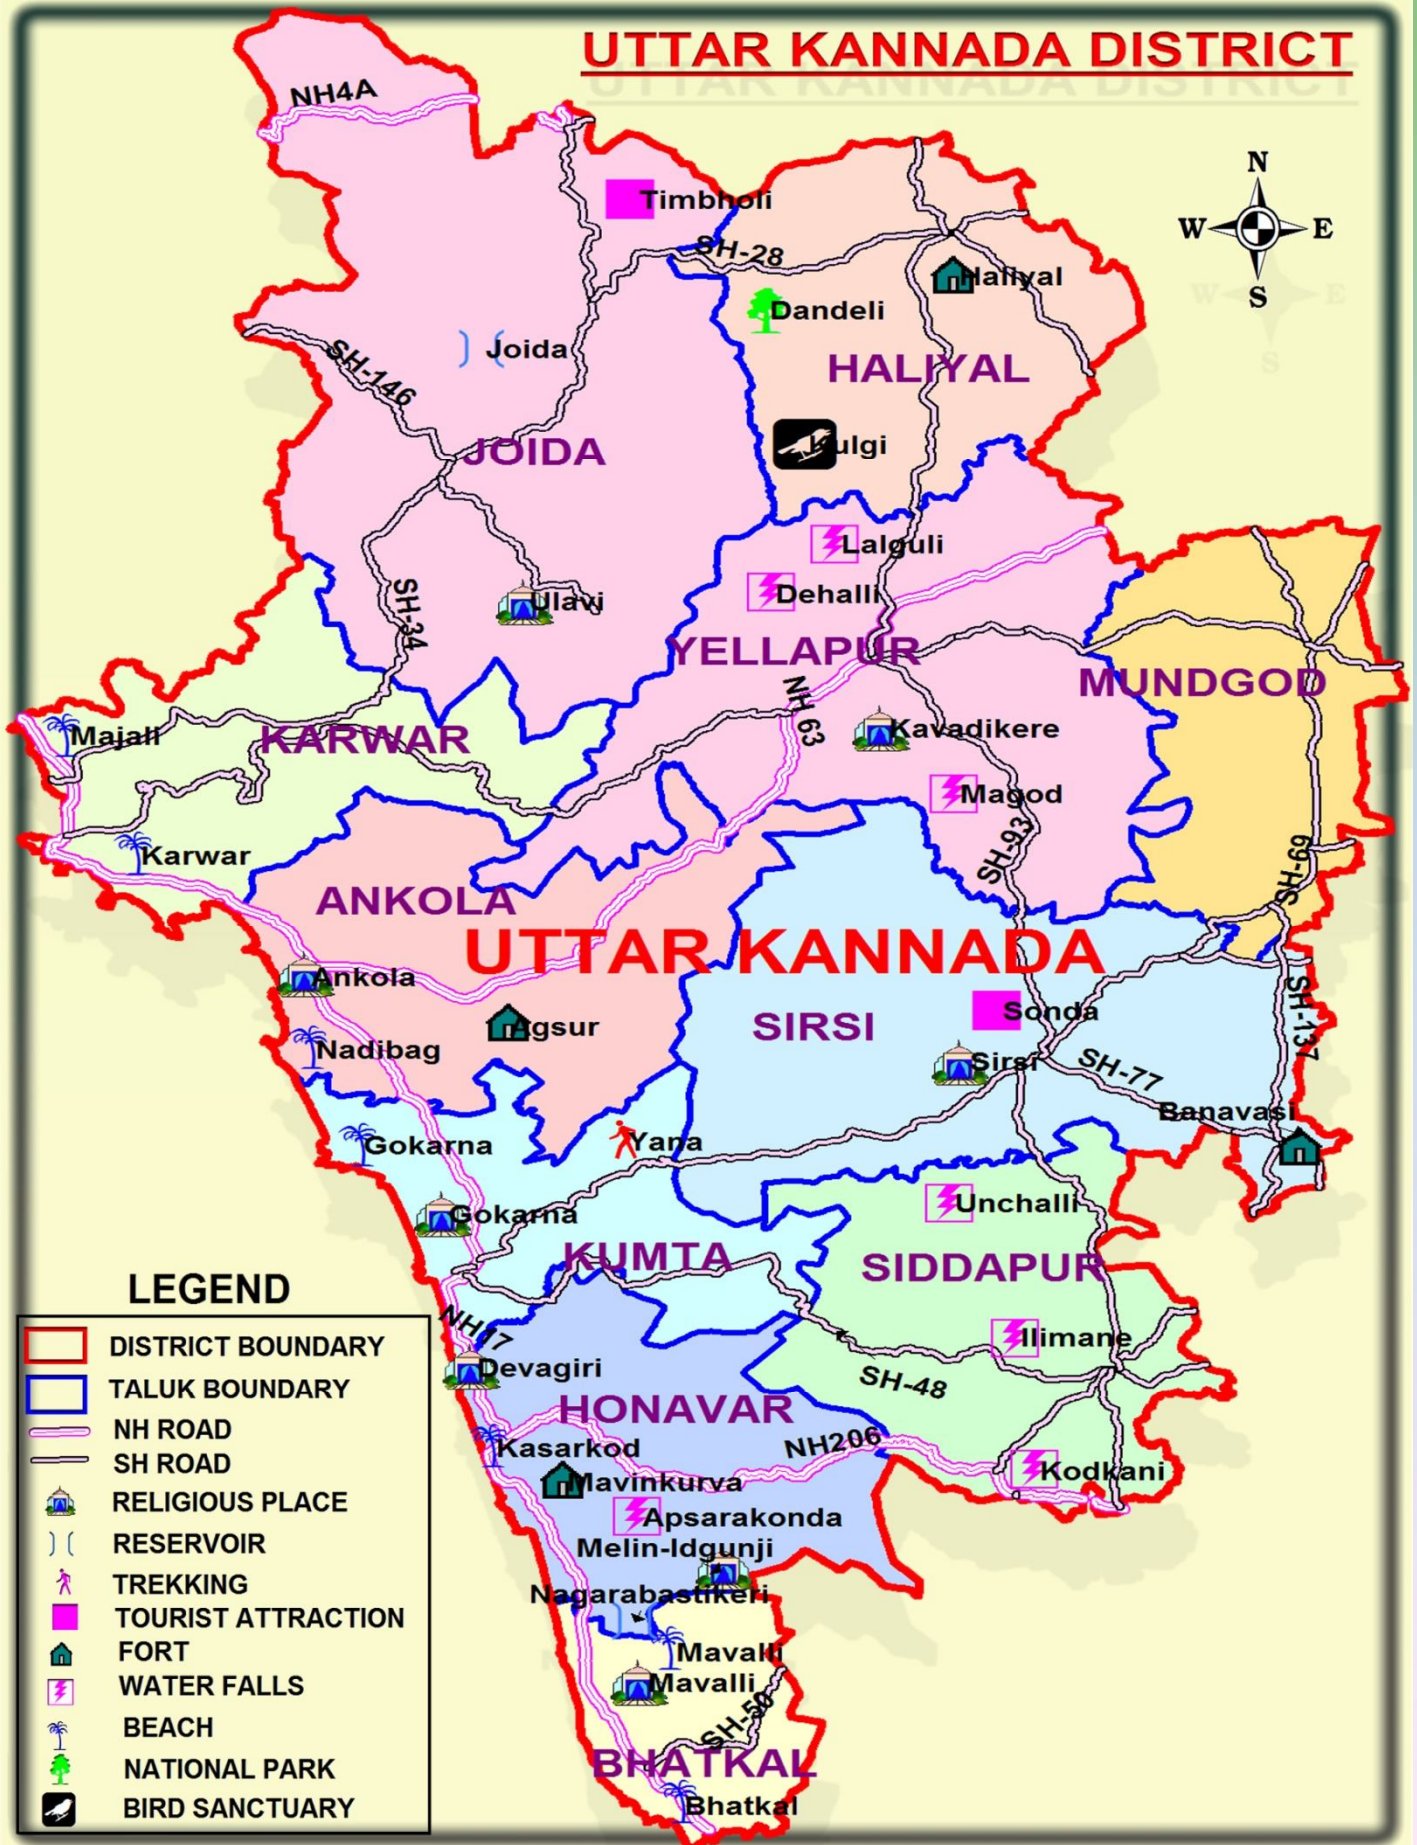 UTTAR KANNADA DISTRICT
NH4A
N
W E
S
Timbholi
SH-28
Haliyal
Dandeli
Joida
SH-146
HALIYAL
JOIDA
Kulgi
Lalguli
Dehalli
Ulavi
SH-34
YELLAPUR
MUNDGOD
NH 63
Majali
KARWAR
Kavadikere
Magod
SH-93
Karwar
SH-69
ANKOLA
UTTAR KANNADA
Ankola
SH-137
Sonda
SIRSI
Agsur
Nadibag
Sirsi
SH-77
Banavasi
Gokarna
Yana
Unchalli
Gokarna
KUMTA
SIDDAPUR
NH17
Ilimane
Devagiri
SH-48
HONAVAR
Kasarkod
NH206
Mavinkurva
Kodkani
Apsarakonda
Melin-Idgunji
Nagarabastikeri
Mavalli
Mavalli
SH-50
BHATKAL
Bhatkal
LEGEND
DISTRICT BOUNDARY
TALUK BOUNDARY
NH ROAD
SH ROAD
RELIGIOUS PLACE
RESERVOIR
TREKKING
TOURIST ATTRACTION
FORT
WATER FALLS
BEACH
NATIONAL PARK
BIRD SANCTUARY